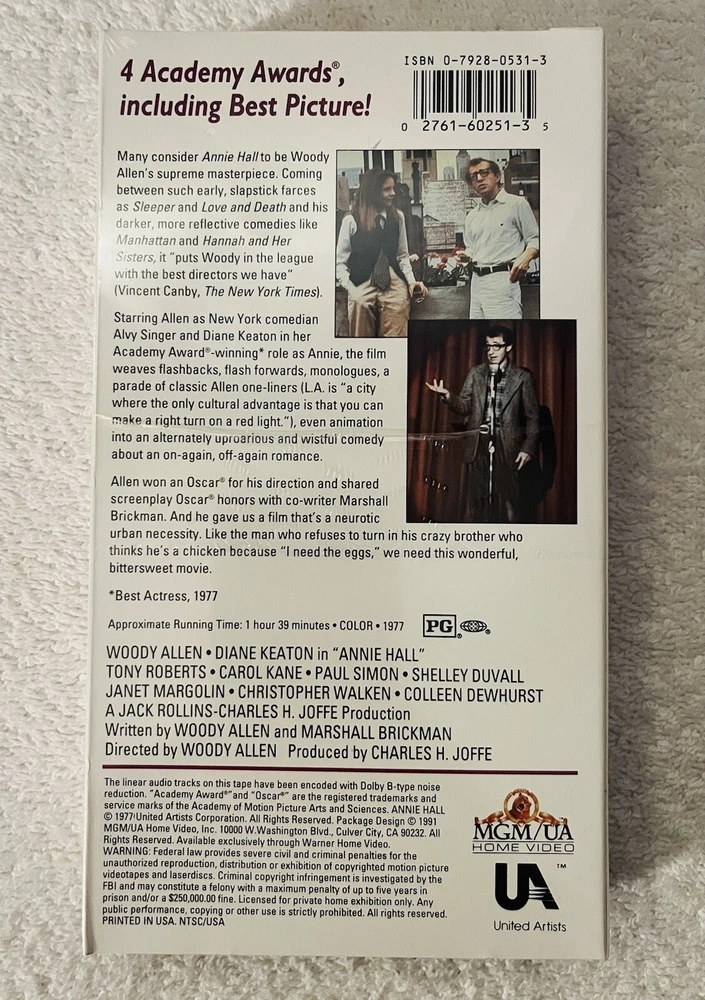 4 Academy Awards®,
including Best Picture!
ISBN 0-7928-0531-3
0 2761-60251-3 5
Many consider Annie Hall to be Woody
Allen's supreme masterpiece. Coming
between such early, slapstick farces
as Sleeper and Love and Death and his
darker, more reflective comedies like
Manhattan and Hannah and Her
Sisters, it "puts Woody in the league
with the best directors we have"
(Vincent Canby, The New York Times).
Starring Allen as New York comedian
Alvy Singer and Diane Keaton in her
Academy Award®-winning* role as Annie, the film
weaves flashbacks, flash forwards, monologues, a
parade of classic Allen one-liners (L.A. is "a city
where the only cultural advantage is that you can
make a right turn on a red light."), even animation
into an alternately uproarious and wistful comedy
about an on-again, off-again romance.
Allen won an Oscar® for his direction and shared
screenplay Oscar® honors with co-writer Marshall
Brickman. And he gave us a film that's a neurotic
urban necessity. Like the man who refuses to turn in his crazy brother who
thinks he's a chicken because "I need the eggs," we need this wonderful,
bittersweet movie.
*Best Actress, 1977
Approximate Running Time: 1 hour 39 minutes • COLOR • 1977
PG®
WOODY ALLEN • DIANE KEATON in "ANNIE HALL"
TONY ROBERTS • CAROL KANE • PAUL SIMON • SHELLEY DUVALL
JANET MARGOLIN • CHRISTOPHER WALKEN • COLLEEN DEWHURST
A JACK ROLLINS-CHARLES H. JOFFE Production
Written by WOODY ALLEN and MARSHALL BRICKMAN
Directed by WOODY ALLEN Produced by CHARLES H. JOFFE
The linear audio tracks on this tape have been encoded with Dolby B-type noise
reduction. "Academy Award®" and "Oscar®" are the registered trademarks and
service marks of the Academy of Motion Picture Arts and Sciences. ANNIE HALL
© 1977 United Artists Corporation. All Rights Reserved. Package Design © 1991
MGM/UA Home Video, Inc. 10000 W.Washington Blvd., Culver City, CA 90232. All
Rights Reserved. Available exclusively through Warner Home Video.
WARNING: Federal law provides severe civil and criminal penalties for the
unauthorized reproduction, distribution or exhibition of copyrighted motion picture
videotapes and laserdiscs. Criminal copyright infringement is investigated by the
FBI and may constitute a felony with a maximum penalty of up to five years in
prison and/or a $250,000.00 fine. Licensed for private home exhibition only. Any
public performance, copying or other use is strictly prohibited. All rights reserved.
PRINTED IN USA. NTSC/USA
MGM/UA
HOME VIDEO
UA™
United Artists